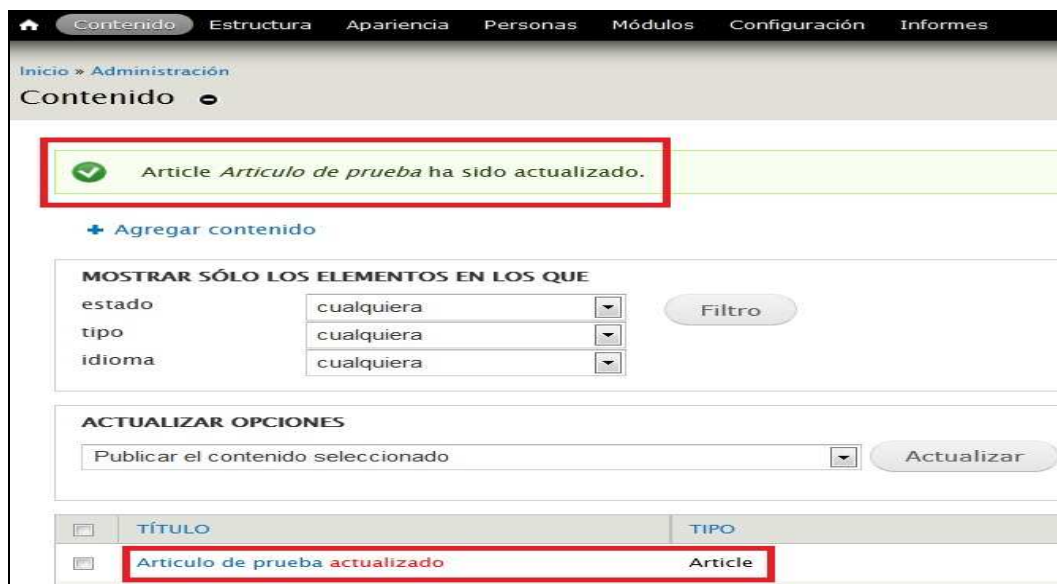 Contenido Estructura Apariencia Personas Módulos Configuración Informes
Inicio » Administración
Contenido
Article Articulo de prueba ha sido actualizado.
Agregar contenido
MOSTRAR SÓLO LOS ELEMENTOS EN LOS QUE
estado cualquiera Filtro
tipo cualquiera
idioma cualquiera
ACTUALIZAR OPCIONES
Publicar el contenido seleccionado Actualizar
TÍTULO TIPO
Articulo de prueba actualizado Article